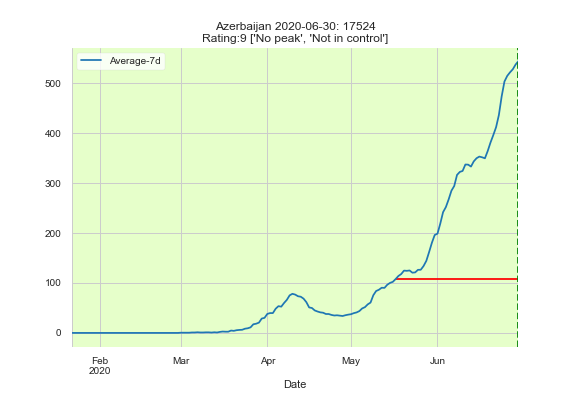 Azerbaijan 2020-06-30: 17524
Rating:9 ['No peak', 'Not in control']
Average-7d
500
400
300
200
100
0
Feb Mar Apr May Jun
2020
Date